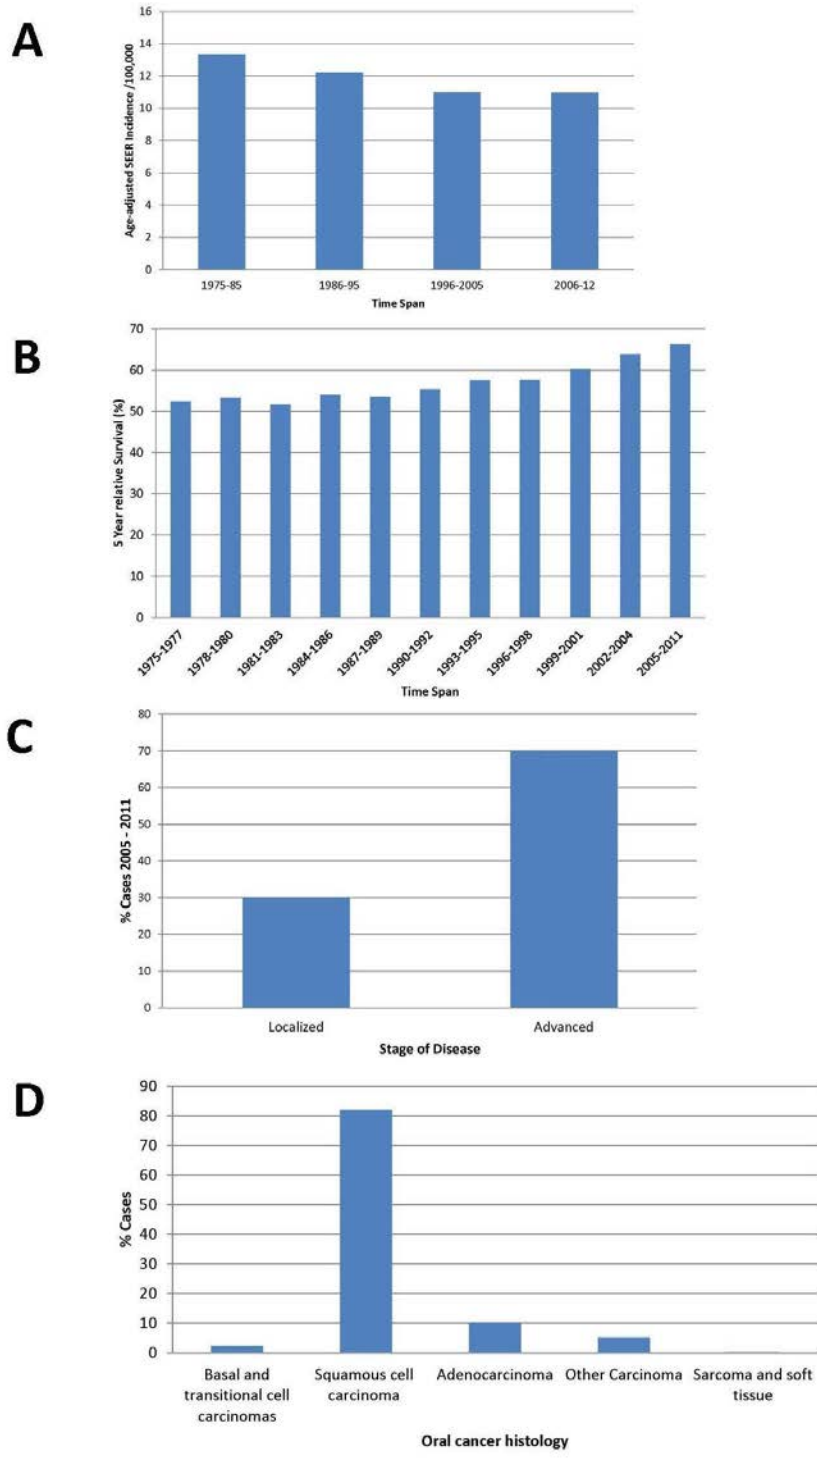 A
16
14
12
10
8
6
4
2
0
Age-adjusted SEER Incidence /100,000
1975-85 1986-95 1996-2005 2006-12
Time Span
B
70
60
50
40
30
20
10
0
5 Year relative Survival (%)
1975-1977 1978-1980 1981-1983 1984-1986 1987-1989 1990-1992 1993-1995 1996-1998 1999-2001 2002-2004 2005-2011
Time Span
C
80
70
60
50
40
30
20
10
0
% Cases 2005 - 2011
Localized Advanced
Stage of Disease
D
90
80
70
60
50
40
30
20
10
0
% Cases
Basal and Squamous cell Adenocarcinoma Other Carcinoma Sarcoma and soft
transitional cell carcinoma tissue
carcinomas
Oral cancer histology